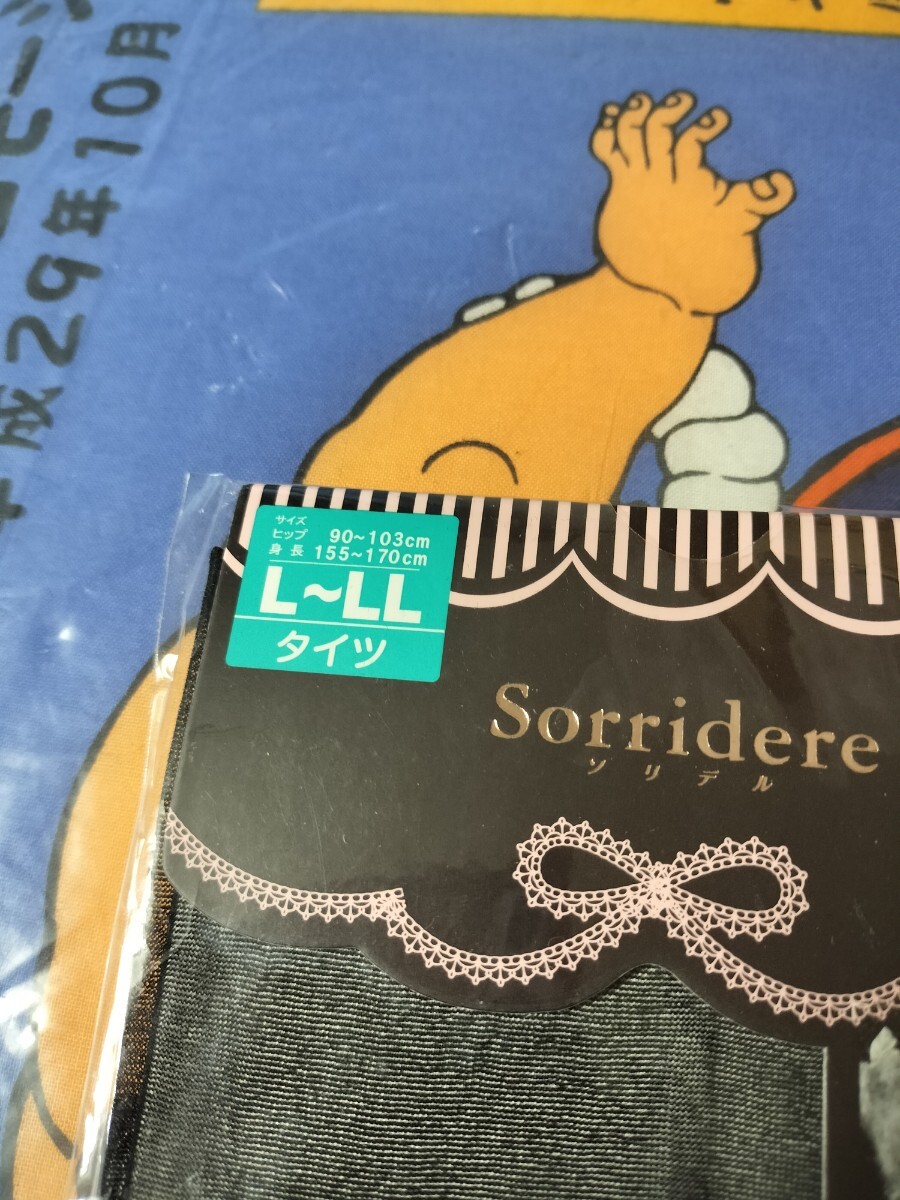 平成29年10月
サイズ
ヒップ 90~103cm
身長 155~170cm
L~LL
タイツ
Sorridere
ソリデル